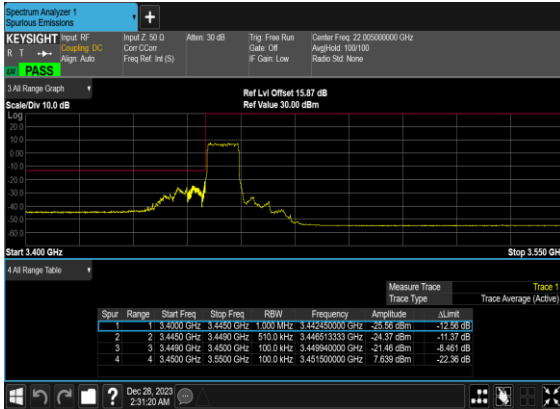 Spectrum Analyzer 1
Spurious Emissions
KEYSIGHT Input: RF Input Z: 50 Ω Atten: 30 dB Trig: Free Run Center Freq: 22.005000000 GHz
R T Coupling: DC Corr CCorr Gate: Off Avg|Hold: 100/100
Align: Auto Freq Ref: Int (S) IF Gain: Low Radio Std: None
PASS
3 All Range Graph
Ref Lvl Offset 15.87 dB
Scale/Div 10.0 dB Ref Value 30.00 dBm
Log
20.0
10.0
0.00
-10.0
-20.0
-30.0
-40.0
-50.0
-60.0
Start 3.400 GHz Stop 3.550 GH
4 All Range Table
Measure Trace Trace 1
Trace Type Trace Average (Active)
Spur Range Start Freq Stop Freq RBW Frequency Amplitude ΔLimit
1 1 3.4000 GHz 3.4450 GHz 1.000 MHz 3.442450000 GHz -25.56 dBm -12.56 dB
2 2 3.4450 GHz 3.4490 GHz 510.0 kHz 3.446513333 GHz -24.37 dBm -11.37 dB
3 3 3.4490 GHz 3.4500 GHz 100.0 kHz 3.449940000 GHz -21.46 dBm -8.461 dB
4 4 3.4500 GHz 3.5500 GHz 100.0 kHz 3.451500000 GHz 7.639 dBm -22.36 dB
Dec 28, 2023
2:31:20 AM